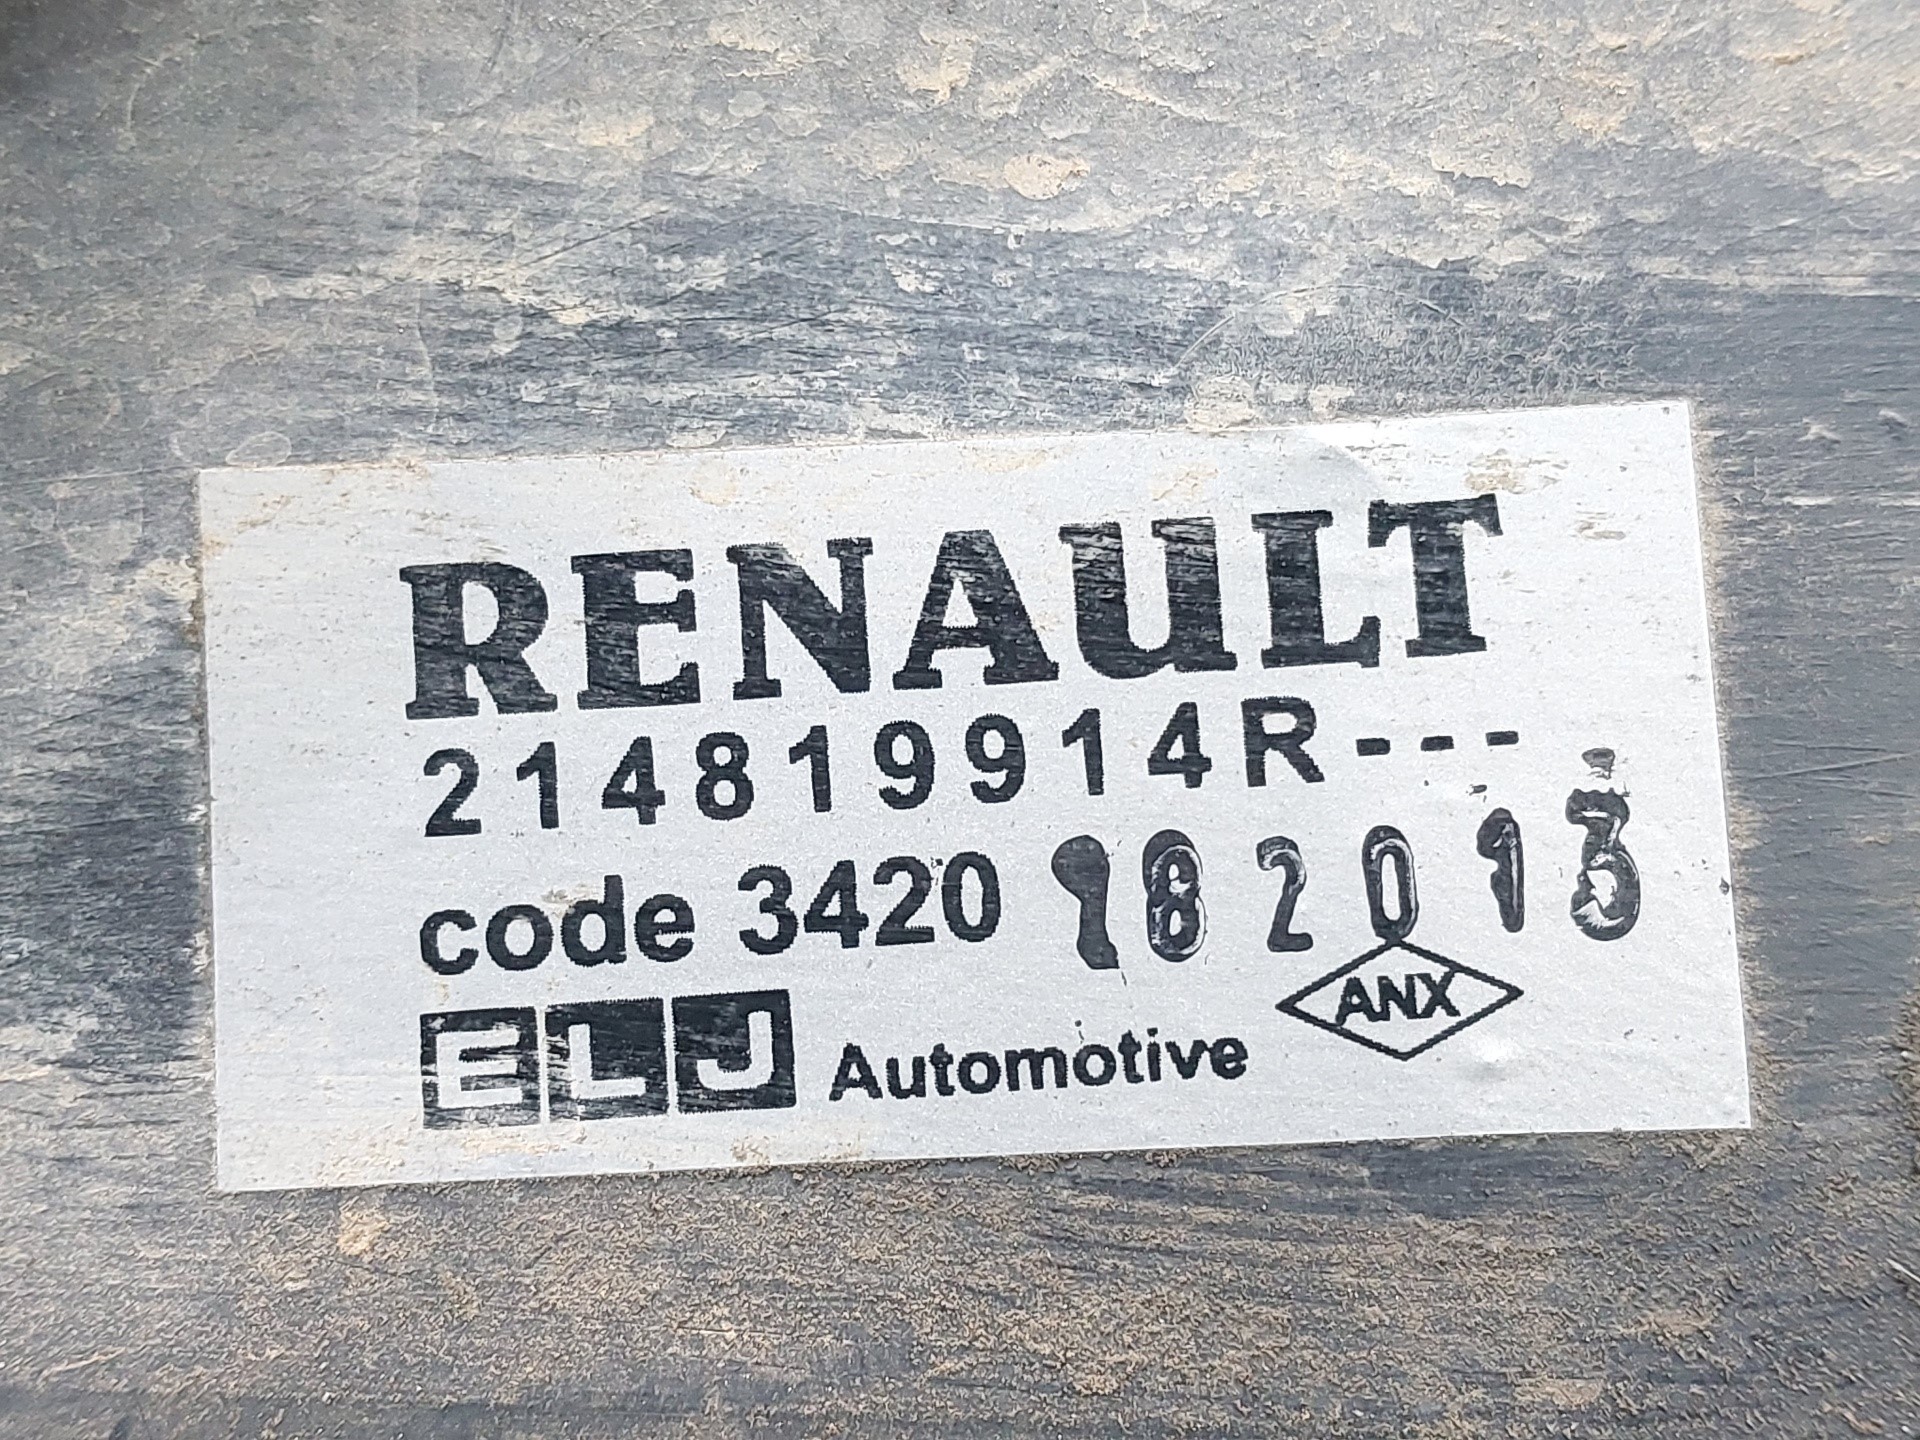 RENAULT
214819914R---
code 3420 182013
ELJ Automotive ANX